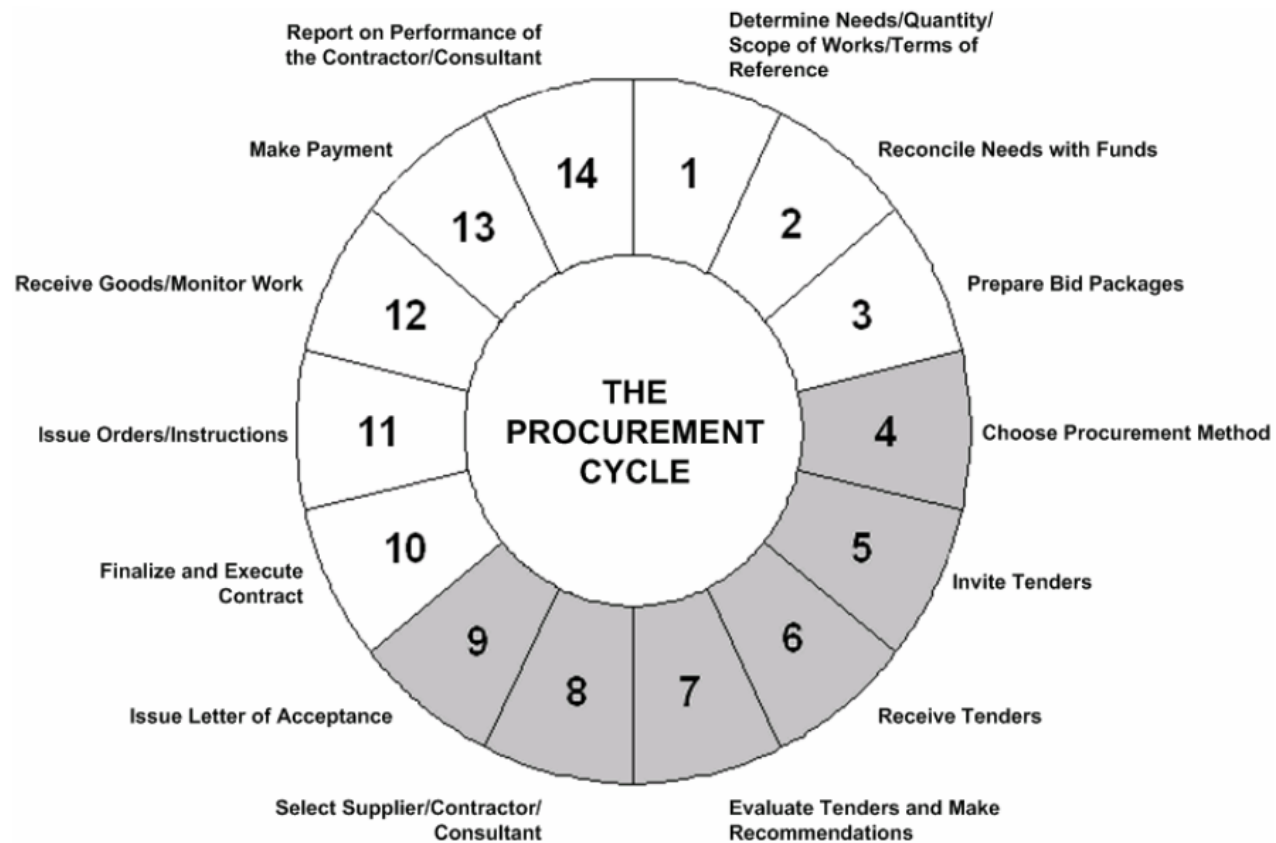 Determine Needs/Quantity/
Scope of Works/Terms of
Reference
1
Reconcile Needs with Funds
2
Prepare Bid Packages
3
Choose Procurement Method
4
Invite Tenders
5
Receive Tenders
6
Evaluate Tenders and Make
Recommendations
7
Select Supplier/Contractor/
Consultant
8
Issue Letter of Acceptance
9
Finalize and Execute
Contract
10
Issue Orders/Instructions
11
Receive Goods/Monitor Work
12
Make Payment
13
Report on Performance of
the Contractor/Consultant
14
THE
PROCUREMENT
CYCLE